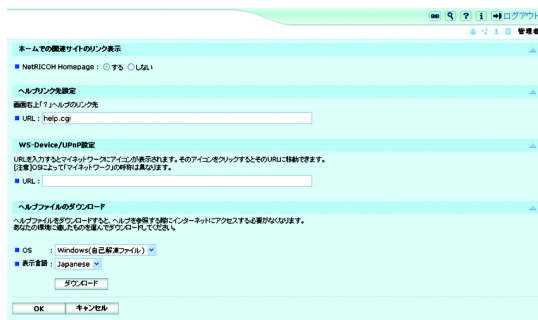 ? i ログアウト
管理者
ホームでの関連サイトのリンク表示
NetRICOH Homepage : する しない
ヘルプリンク先設定
画面右上「？」ヘルプのリンク先
URL : help.cgi
WS-Device/UPnP設定
URLを入力するとマイネットワークにアイコンが表示されます。そのアイコンをクリックするとそのURLに移動できます。
[注意]OSによって「マイネットワーク」の呼称は異なります。
URL :
ヘルプファイルのダウンロード
ヘルプファイルをダウンロードすると、ヘルプを参照する際にインターネットにアクセスする必要がなくなります。
あなたの環境に適したものを選んでダウンロードしてください。
OS : Windows(自己解凍ファイル)
表示言語 : Japanese
ダウンロード
OK キャンセル